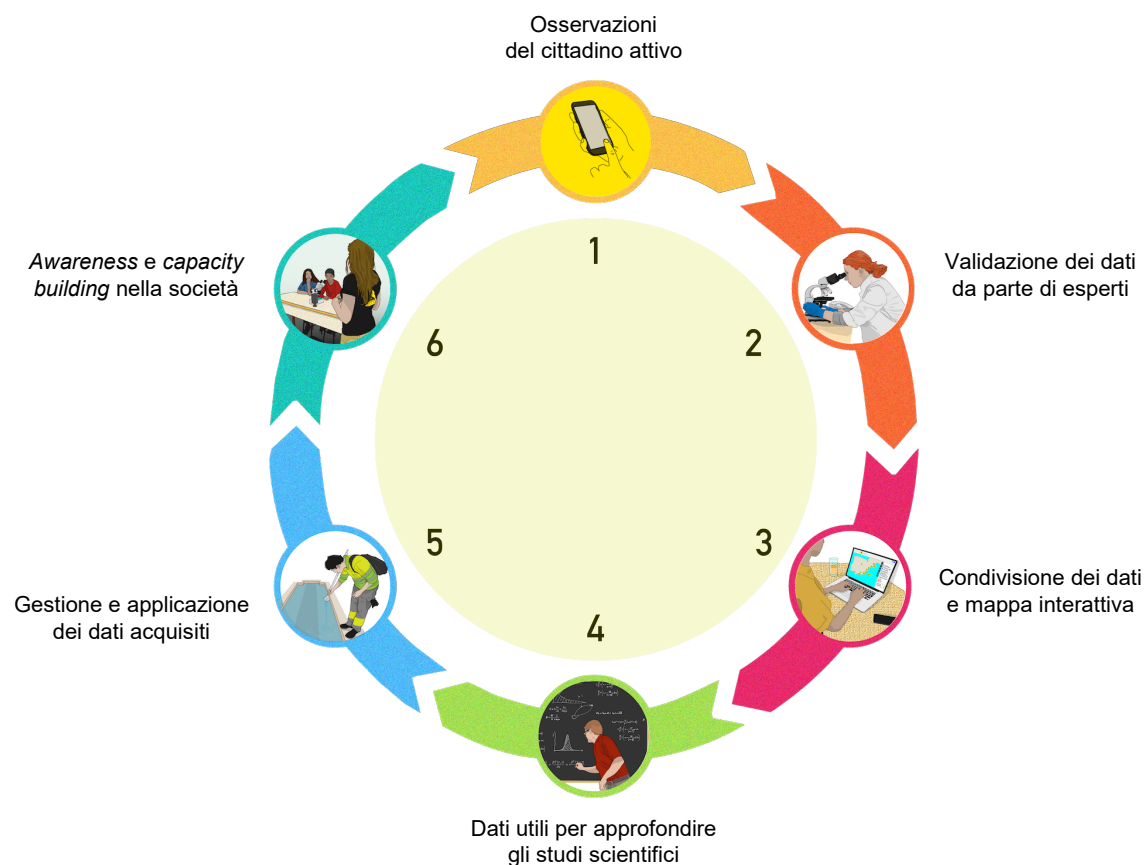 Osservazioni
del cittadino attivo
1
Validazione dei dati
da parte di esperti
2
Condivisione dei dati
e mappa interattiva
3
4
Dati utili per approfondire
gli studi scientifici
5
Gestione e applicazione
dei dati acquisiti
6
Awareness e capacity
building nella società